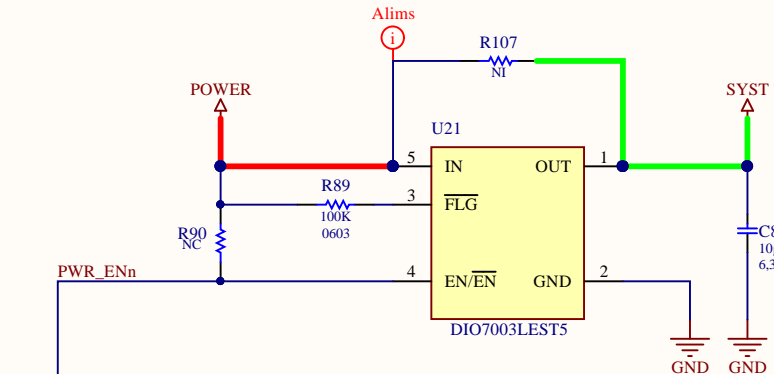 Alims
i
R107
NI
POWER
SYST
U21
5
IN
OUT
1
R89
100K
0603
3
FLG
R90
NC
PWR_ENn
4
EN/EN
GND
2
DIO7003LEST5
GND
GND